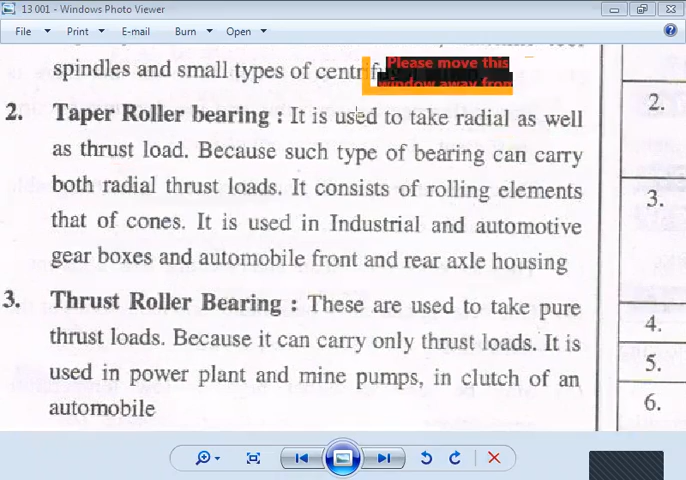 13 001 - Windows Photo Viewer
File Print E-mail Burn Open
spindles and small types of
Please move this
window away from
2. Taper Roller bearing : It is used to take radial as well
as thrust load. Because such type of bearing can carry
both radial thrust loads. It consists of rolling elements
that of cones. It is used in Industrial and automotive
gear boxes and automobile front and rear axle housing
3. Thrust Roller Bearing : These are used to take pure
thrust loads. Because it can carry only thrust loads. It is
used in power plant and mine pumps, in clutch of an
automobile
2.
3.
4.
5.
6.